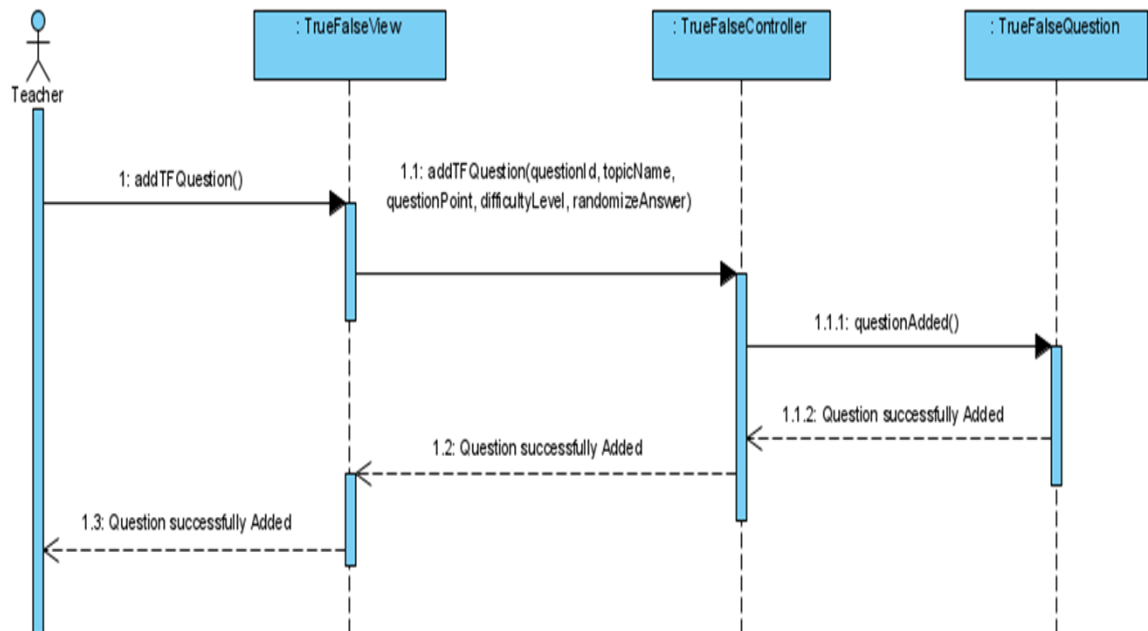 : TrueFalseView
: TrueFalseController
: TrueFalseQuestion
Teacher
1: addTFQuestion()
1.1: addTFQuestion(questionId, topicName,
questionPoint, difficultyLevel, randomizeAnswer)
1.1.1: questionAdded()
1.1.2: Question successfully Added
1.2: Question successfully Added
1.3: Question successfully Added